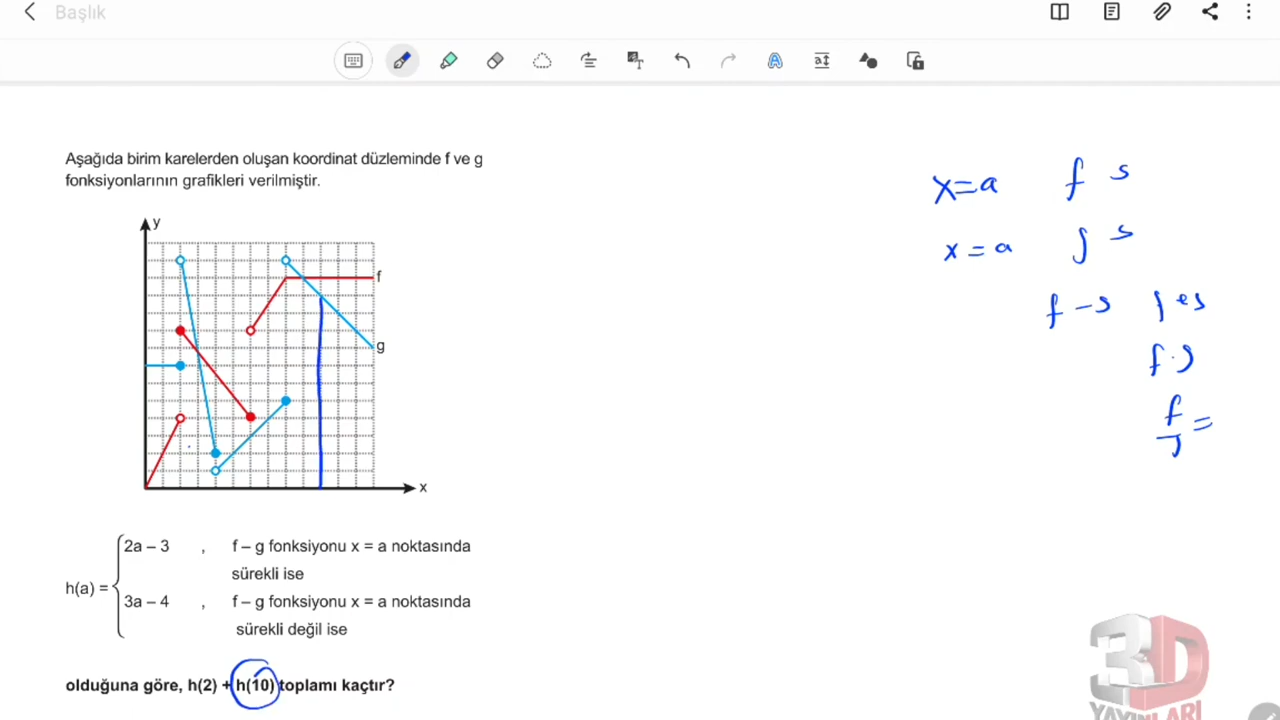 Başlık
Aşağıda birim karelerden oluşan koordinat düzleminde f ve g
fonksiyonlarının grafikleri verilmiştir.
y
f
g
x
h(a) =
2a – 3 , f – g fonksiyonu x = a noktasında
sürekli ise
3a – 4 , f – g fonksiyonu x = a noktasında
sürekli değil ise
olduğuna göre, h(2) + h(10) toplamı kaçtır?
x=a f s
x = a s
f
3D
YAYINLARI